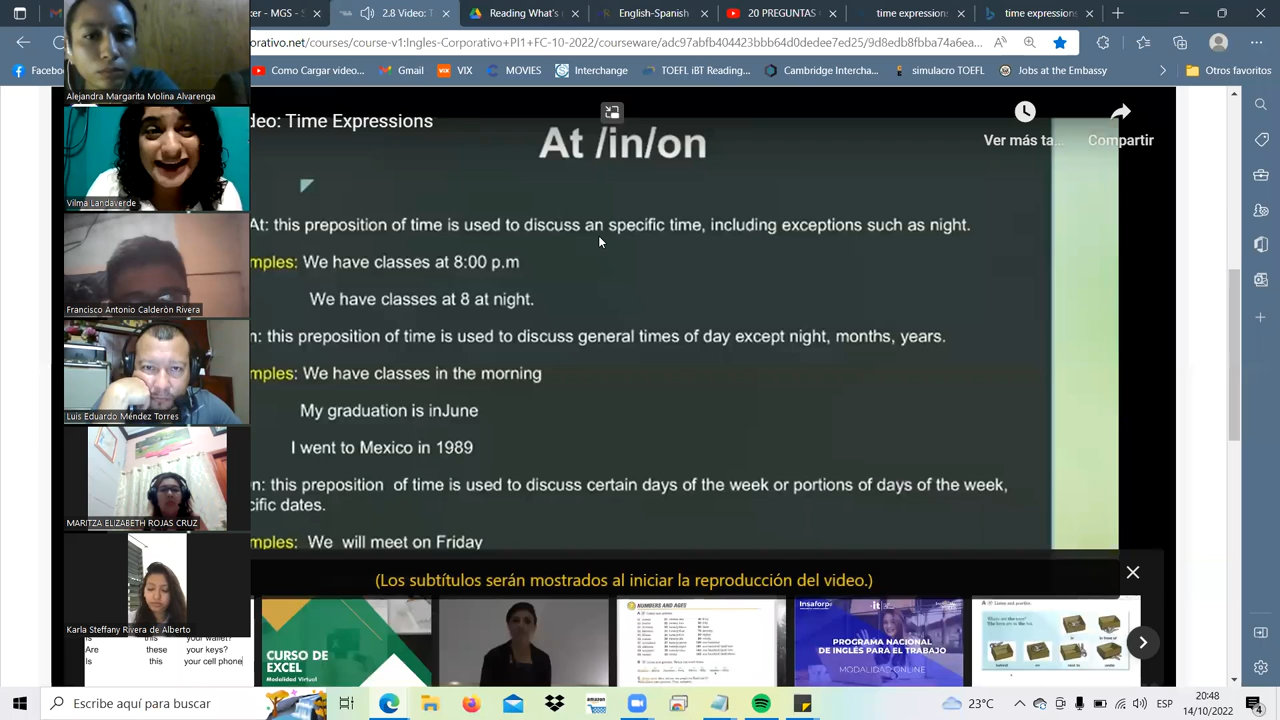 - MGS - S
2.8 Video:
Reading What's
English-Spanish
20 PREGUNTAS
time expressions
orativo.net/courses/course-v1:Ingles-Corporativo+PI1+FC-10-2022/courseware/adc97abfb404423bbb64d0dedee7ed25/9d8edb8fbba74a6ea...
Facebo
Como Cargar video...
Gmail
VIX
MOVIES
Interchange
TOEFL iBT Reading...
Cambridge Intercha...
simulador TOEFL
Jobs at the Embassy
Otros favoritos
Alejandra Margarita Molina Alvarenga
Vilma Landaverde
Francisco Antonio Calderòn Rivera
Luis Eduardo Méndez Torres
MARITZA ELIZABETH ROJAS CRUZ
Karla Steffany Rivera de Alberto
deo: Time Expressions
Ver más ta...
Compartir
At /in/on
At: this preposition of time is used to discuss an specific time, including exceptions such as night.
mples: We have classes at 8:00 p.m
We have classes at 8 at night.
n: this preposition of time is used to discuss general times of day except night, months, years.
mples: We have classes in the morning
My graduation is inJune
I went to Mexico in 1989
on: this preposition of time is used to discuss certain days of the week or portions of days of the week,
cific dates.
mples: We will meet on Friday
(Los subtítulos serán mostrados al iniciar la reproducción del video.)
Is this your wallet?
Are these your keys?
Is this your cell phone
CURSO DE
EXCEL
Modalidad Virtual
NUMBERS AND AGES
Insaforp
PROGRAMA NACIONAL
DE INGLÉS PARA EL TRABAJO
MODALIDAD ONLINE
Escribe aquí para buscar
amazon
23°C
ESP
20:48
14/10/2022
4